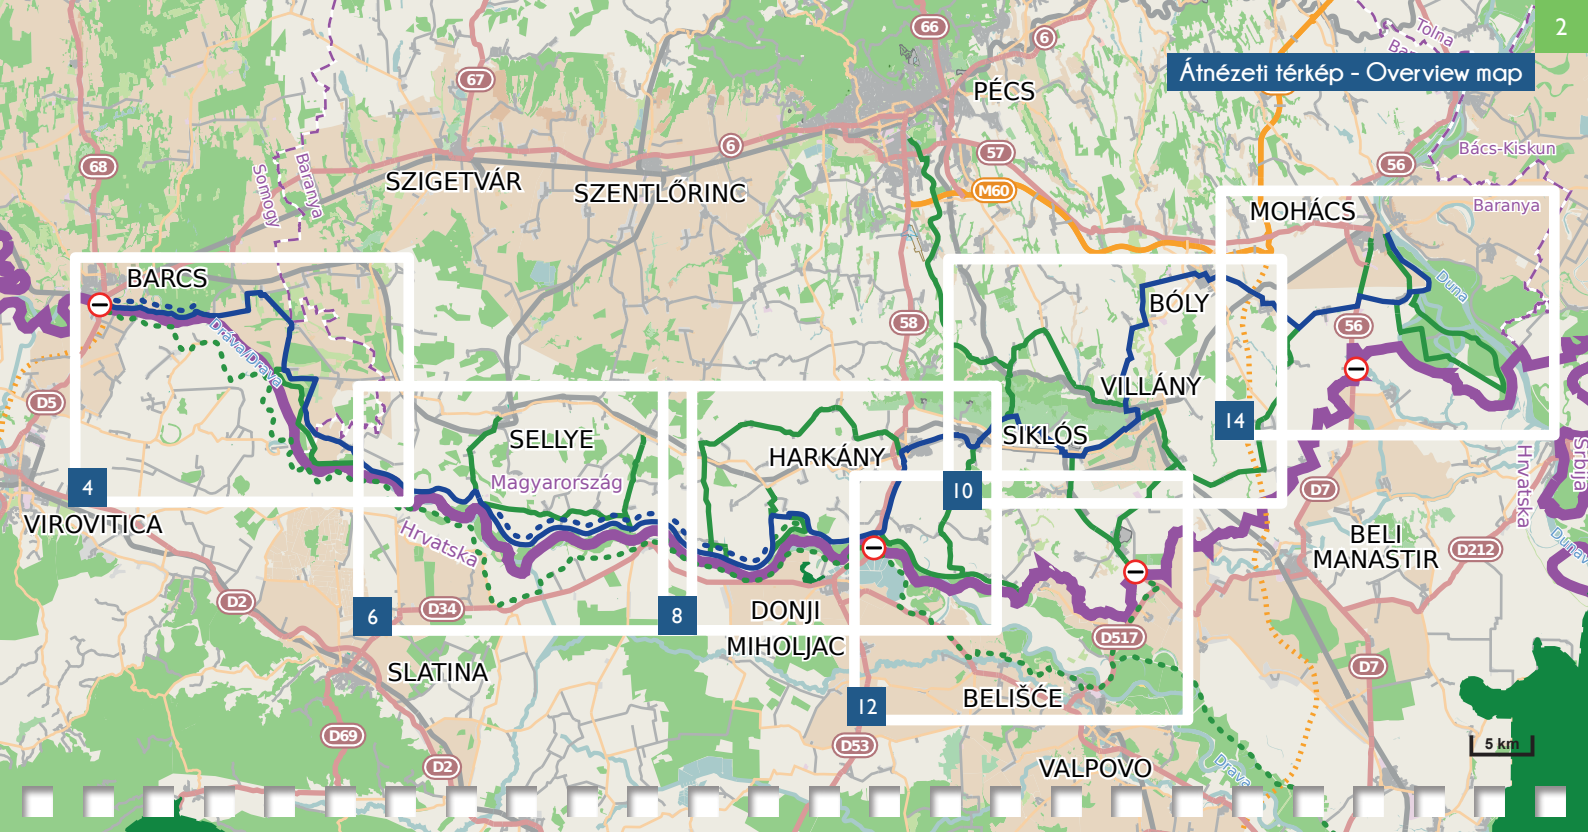 2
Átnézeti térkép - Overview map
66
6
Tolna
67
PÉCS
68
6
57
56
Bács-Kiskun
SZIGETVÁR
SZENTLŐRINC
M60
Somogy
Baranya
MOHÁCS
Baranya
BARCS
Duna
BÓLY
58
56
Dráva/Drava
D5
VILLÁNY
14
SELLYE
SIKLÓS
HARKÁNY
4
Magyarország
10
D7
Hrvatska
Srbija
VIROVITICA
Hrvatska
BELI
MANASTIR
D212
Dunav
D2
6
D34
8
DONJI
MIHOLJAC
D517
SLATINA
D7
12
BELIŠĆE
D69
D53
5 km
D2
VALPOVO
Drava